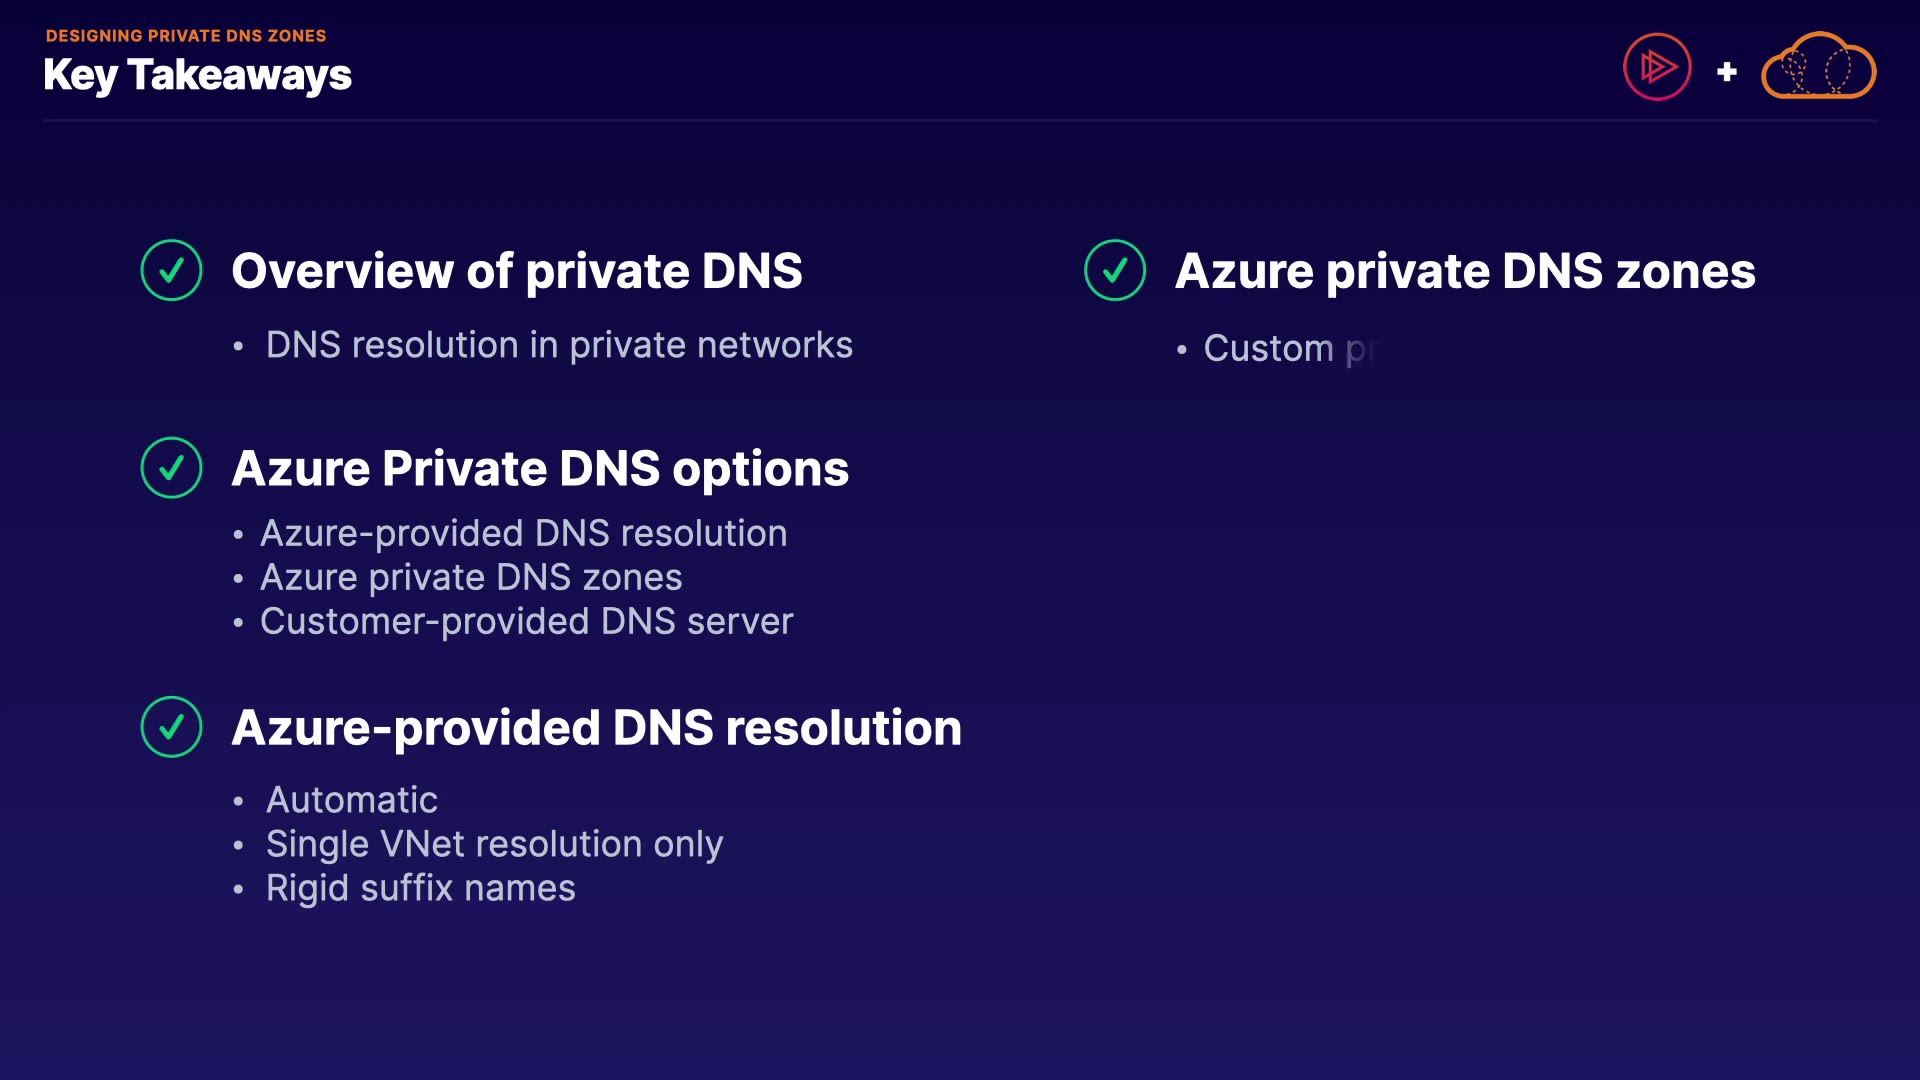 DESIGNING PRIVATE DNS ZONES
Key Takeaways
+
Overview of private DNS
• DNS resolution in private networks
Azure Private DNS options
• Azure-provided DNS resolution
• Azure private DNS zones
• Customer-provided DNS server
Azure-provided DNS resolution
• Automatic
• Single VNet resolution only
• Rigid suffix names
Azure private DNS zones
• Custom